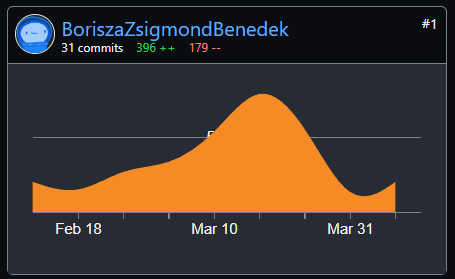 BoriszaZsigmondBenedek
#1
31 commits 396 ++ 179 --
Feb 18 Mar 10 Mar 31